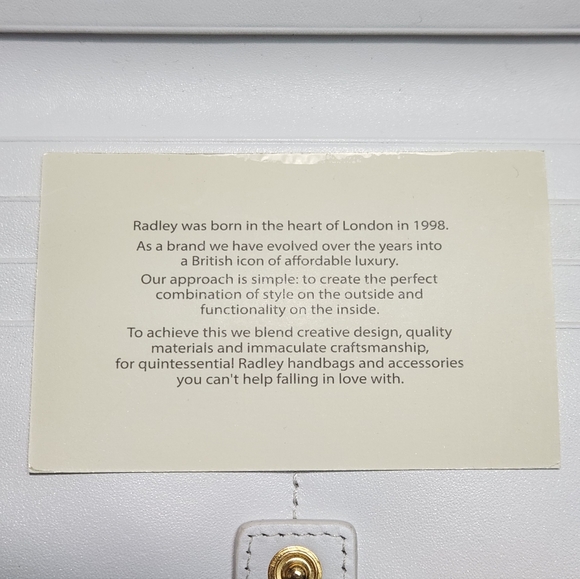 Radley was born in the heart of London in 1998.
As a brand we have evolved over the years into
a British icon of affordable luxury.
Our approach is simple: to create the perfect
combination of style on the outside and
functionality on the inside.
To achieve this we blend creative design, quality
materials and immaculate craftsmanship,
for quintessential Radley handbags and accessories
you can't help falling in love with.